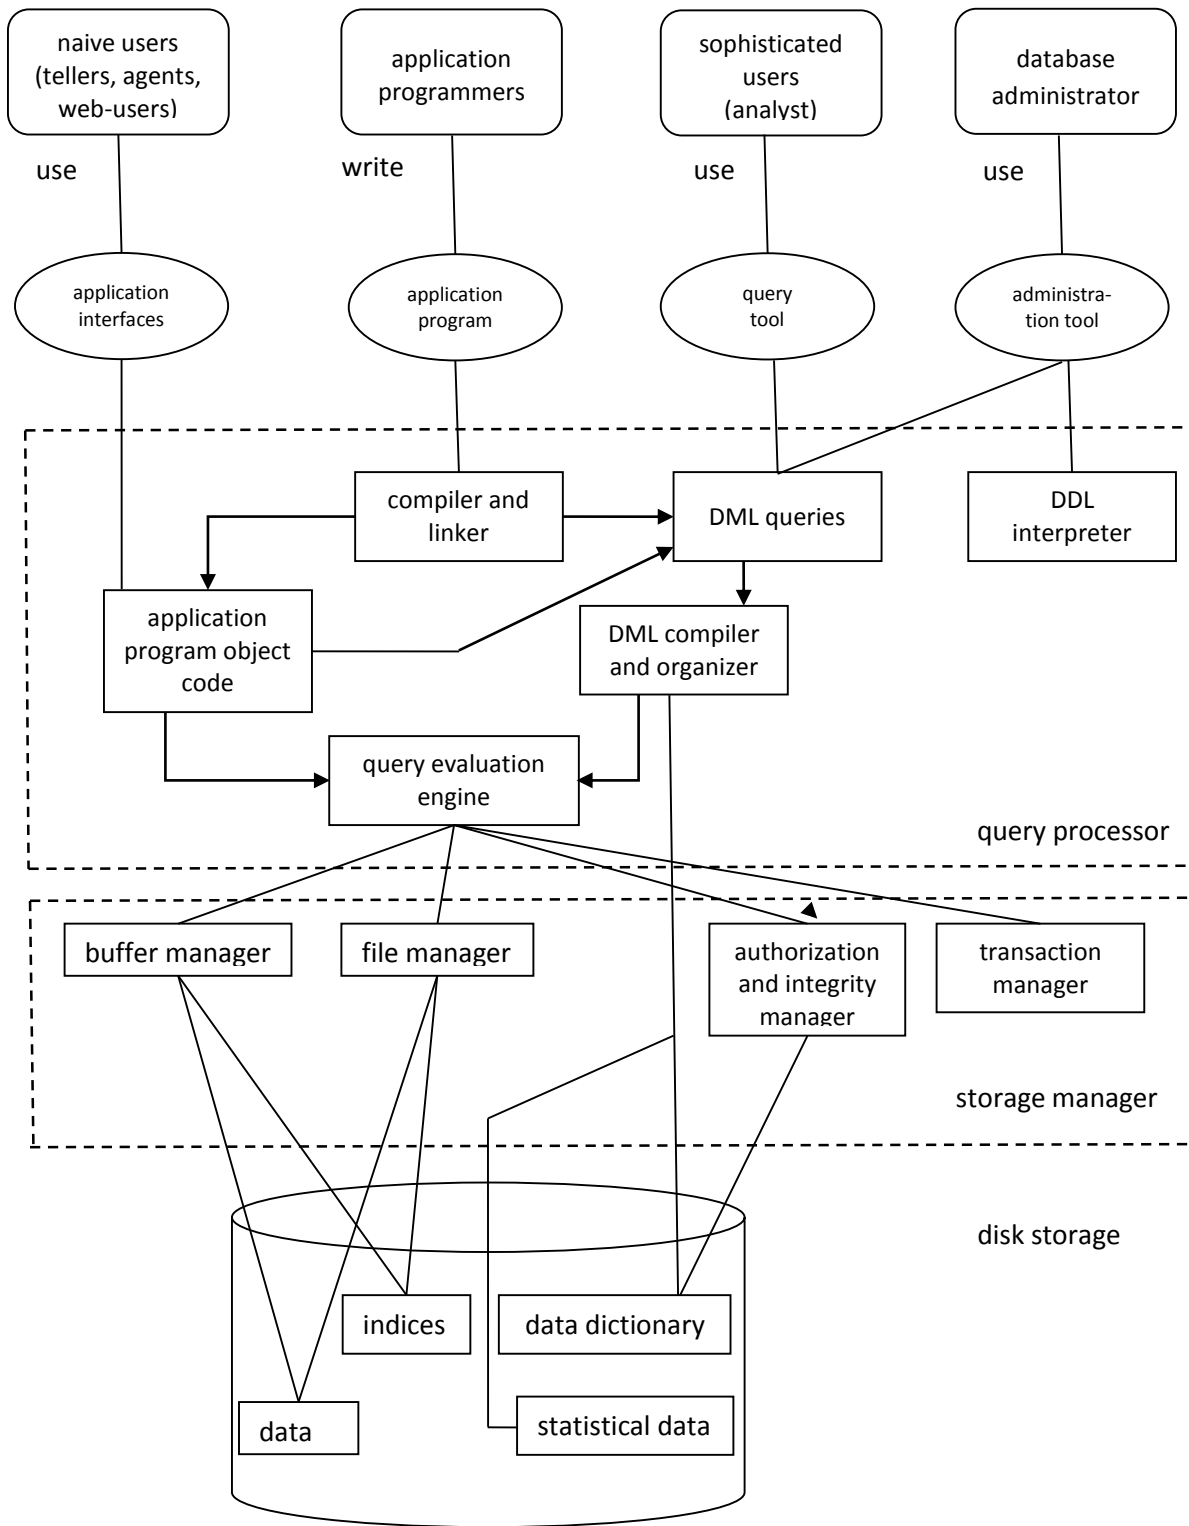 naive users
(tellers, agents,
web-users)
application
programmers
sophisticated
users
(analyst)
database
administrator
use
write
use
use
application
interfaces
application
program
query
tool
administra-
tion tool
compiler and
linker
DML queries
DDL
interpreter
application
program object
code
DML compiler
and organizer
query evaluation
engine
query processor
buffer manager
file manager
authorization
and integrity
manager
transaction
manager
storage manager
disk storage
indices
data dictionary
data
statistical data